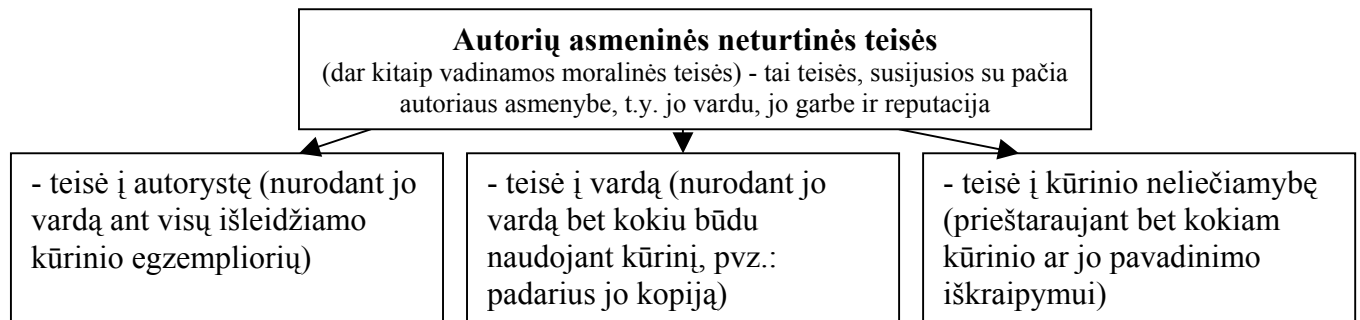 Autorių asmeninės neturtinės teisės
(dar kitaip vadinamos moralinės teisės) - tai teisės, susijusios su pačia
autoriaus asmenybe, t.y. jo vardu, jo garbe ir reputacija
- teisė į autorystę (nurodant jo
vardą ant visų išleidžiamo
kūrinio egzempliorių)
- teisė į vardą (nurodant jo
vardą bet kokiu būdu
naudojant kūrinį, pvz.:
padarius jo kopiją)
- teisė į kūrinio neliečiamybę
(prieštaraujant bet kokiam
kūrinio ar jo pavadinimo
iškraipymui)